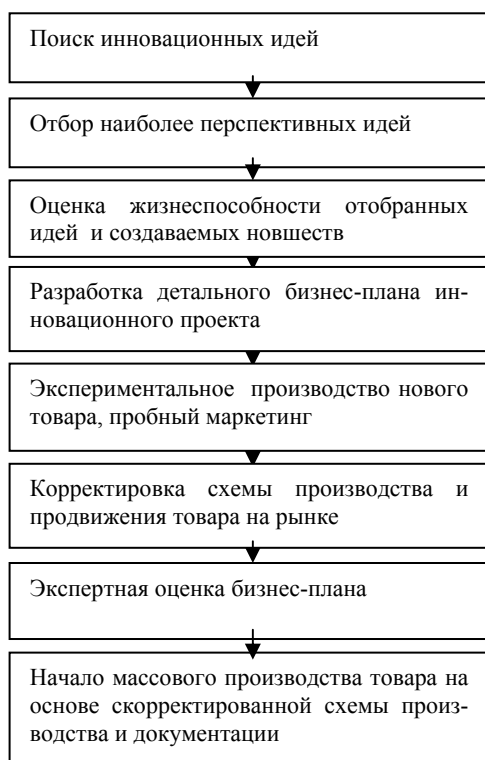 Поиск инновационных идей
Отбор наиболее перспективных идей
Оценка жизнеспособности отобранных
идей и создаваемых новшеств
Разработка детального бизнес-плана ин-
новационного проекта
Экспериментальное производство нового
товара, пробный маркетинг
Корректировка схемы производства и
продвижения товара на рынке
Экспертная оценка бизнес-плана
Начало массового производства товара на
основе скорректированной схемы произ-
водства и документации